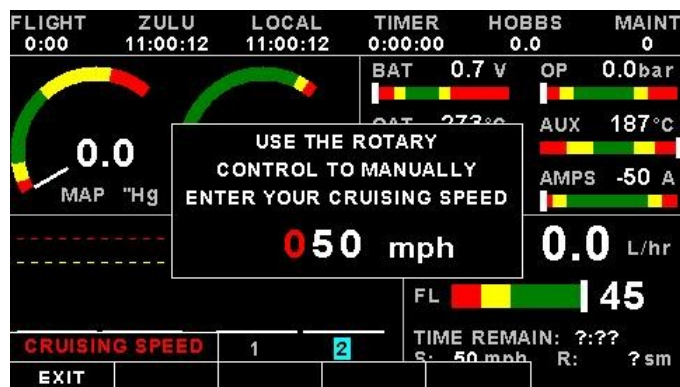 FLIGHT ZULU LOCAL TIMER HOBBS MAINT
0:00 11:00:12 11:00:12 0:00:00 0.0 0
BAT 0.7 V OP 0.0bar
273°C
AUX 187°C
0.0
MAP "Hg
AMPS -50 A
USE THE ROTARY
CONTROL TO MANUALLY
ENTER YOUR CRUISING SPEED
050 mph
0.0 L/hr
FL 45
TIME REMAIN: ?:??
CRUISING SPEED 1 2
S: 50 mph R: ? sm
EXIT